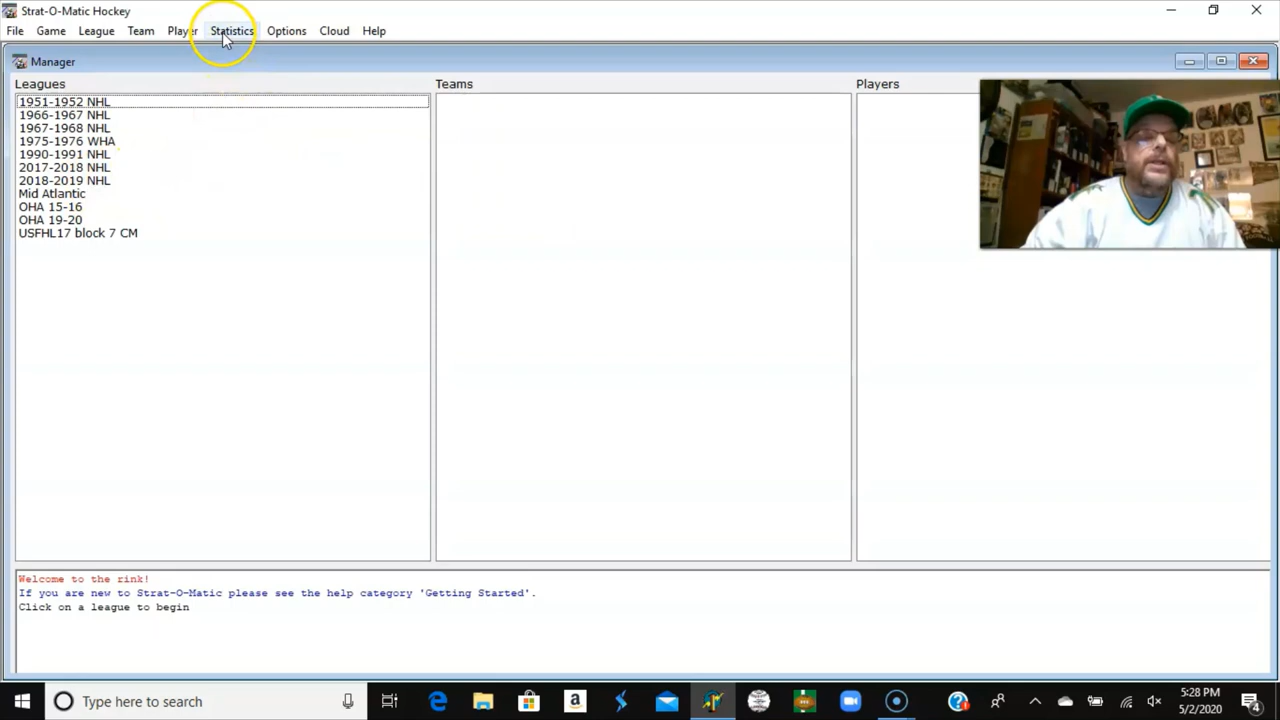 Strat-O-Matic Hockey
File Game League Team Player Statistics Options Cloud Help
Manager
Leagues
Teams
Players
1951-1952 NHL
1966-1967 NHL
1967-1968 NHL
1975-1976 WHA
1990-1991 NHL
2017-2018 NHL
2018-2019 NHL
Mid Atlantic
OHA 15-16
OHA 19-20
USFHL17 block 7 CM
Welcome to the rink!
If you are new to Strat-O-Matic please see the help category 'Getting Started'.
Click on a league to begin
Type here to search
5:28 PM
5/2/2020
4